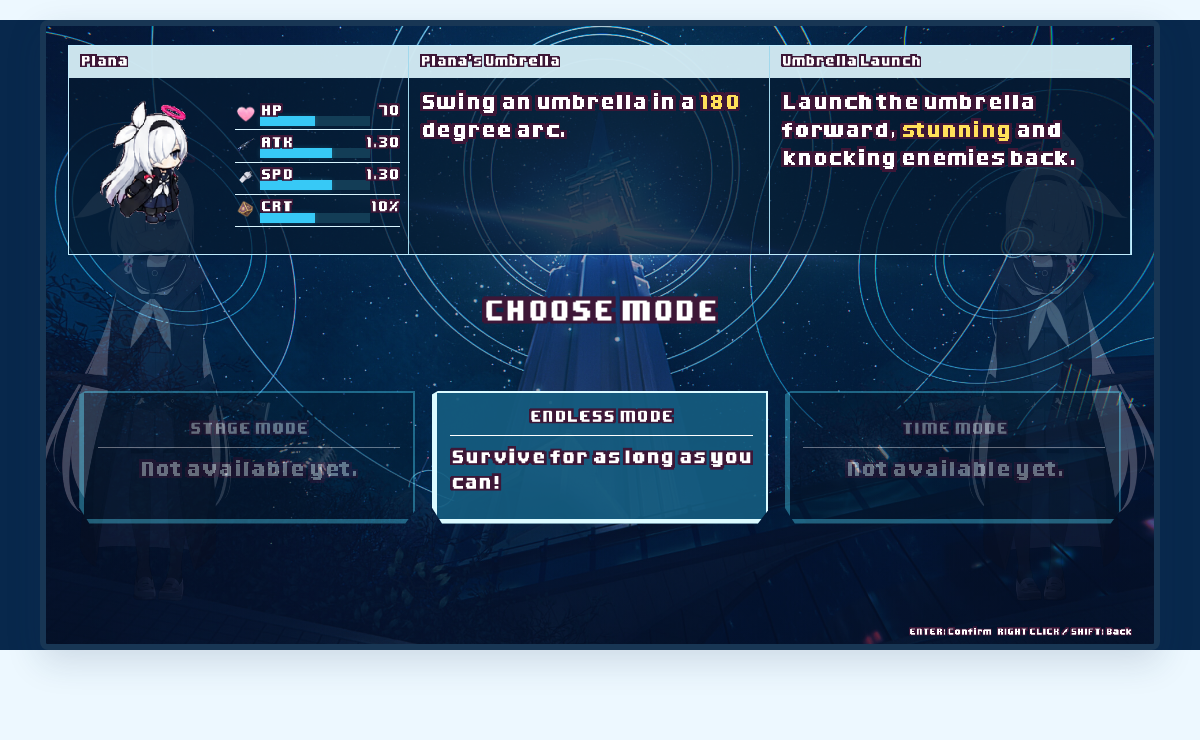 Plana
HP 70
ATK 1.30
SPD 1.30
CRT 10%
Plana's Umbrella
Swing an umbrella in a 180
degree arc.
Umbrella Launch
Launch the umbrella
forward, stunning and
knocking enemies back.
CHOOSE MODE
STAGE MODE
Not available yet.
ENDLESS MODE
Survive for as long as you
can!
TIME MODE
Not available yet.
ENTER: Confirm RIGHT CLICK / SHIFT: Back